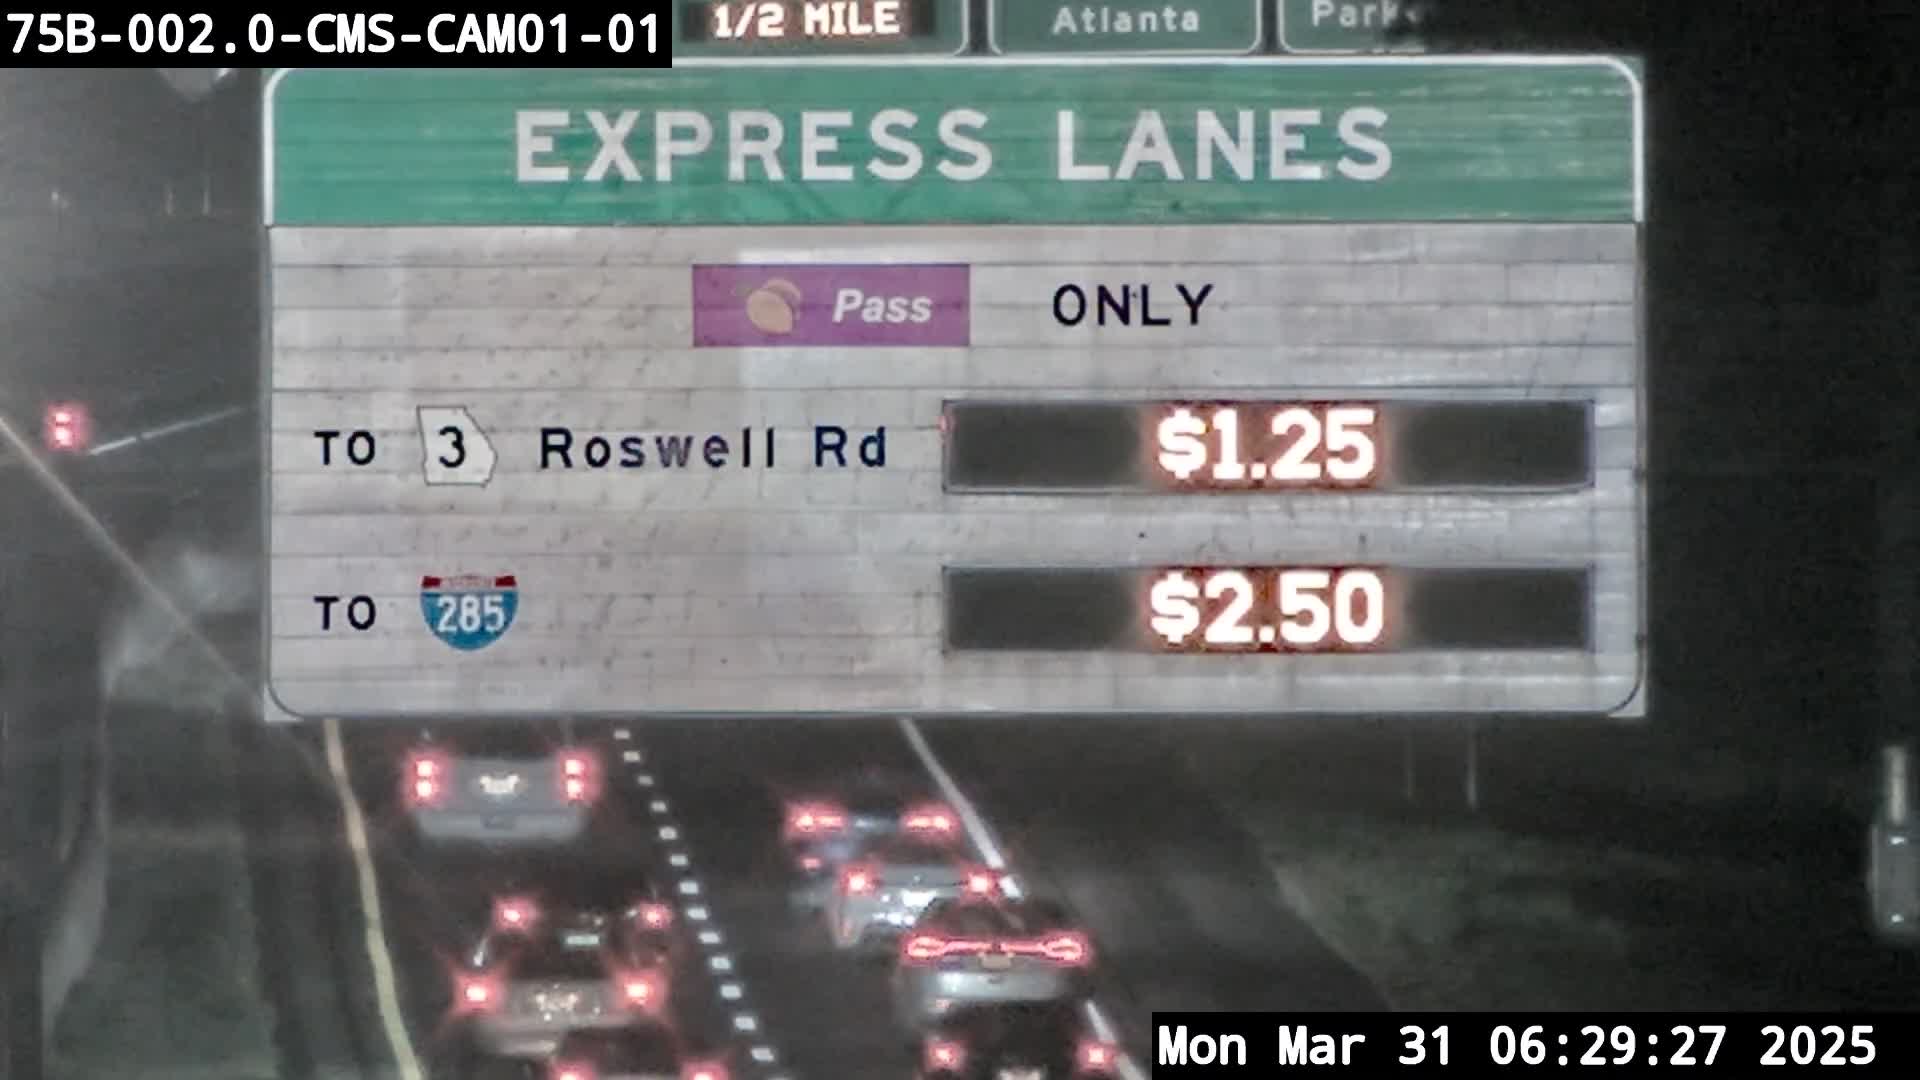 75B-002.0-CMS-CAM01-01
1/2 MILE
Atlanta
EXPRESS LANES
Pass ONLY
TO 3 Roswell Rd $1.25
TO 285 $2.50
Mon Mar 31 06:29:27 2025